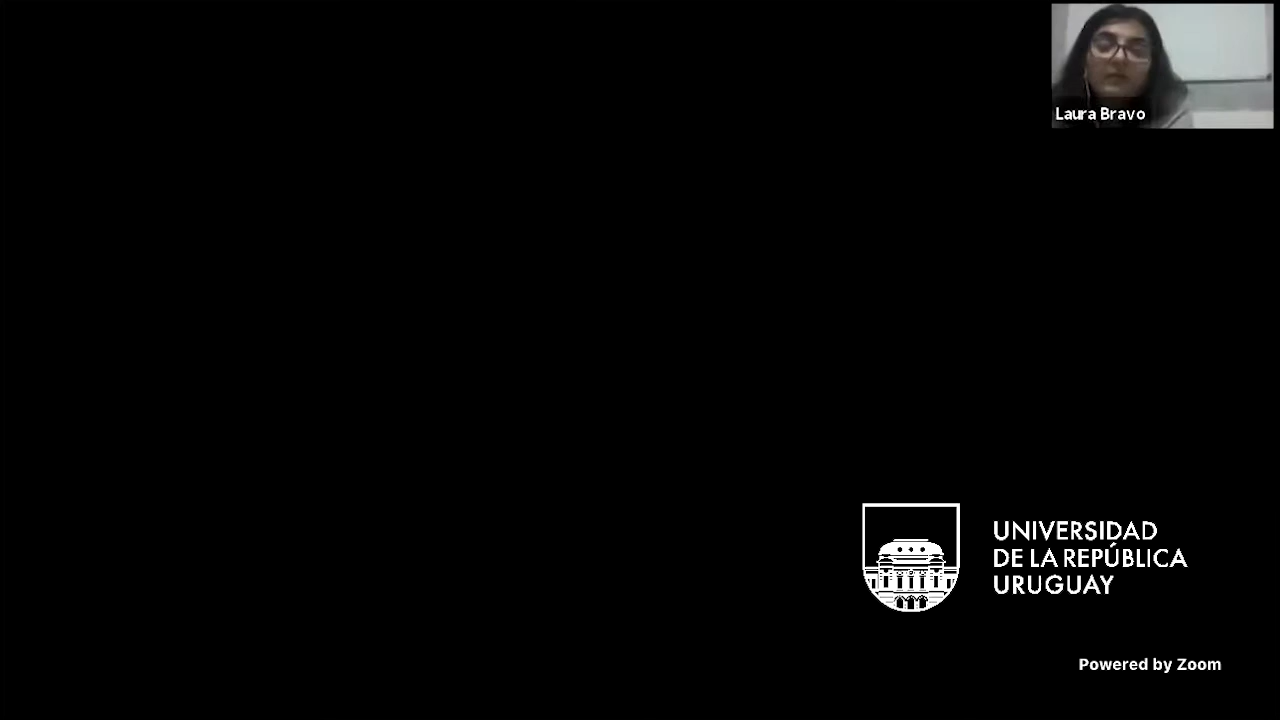 Laura Bravo
UNIVERSIDAD
DE LA REPÚBLICA
URUGUAY
Powered by Zoom